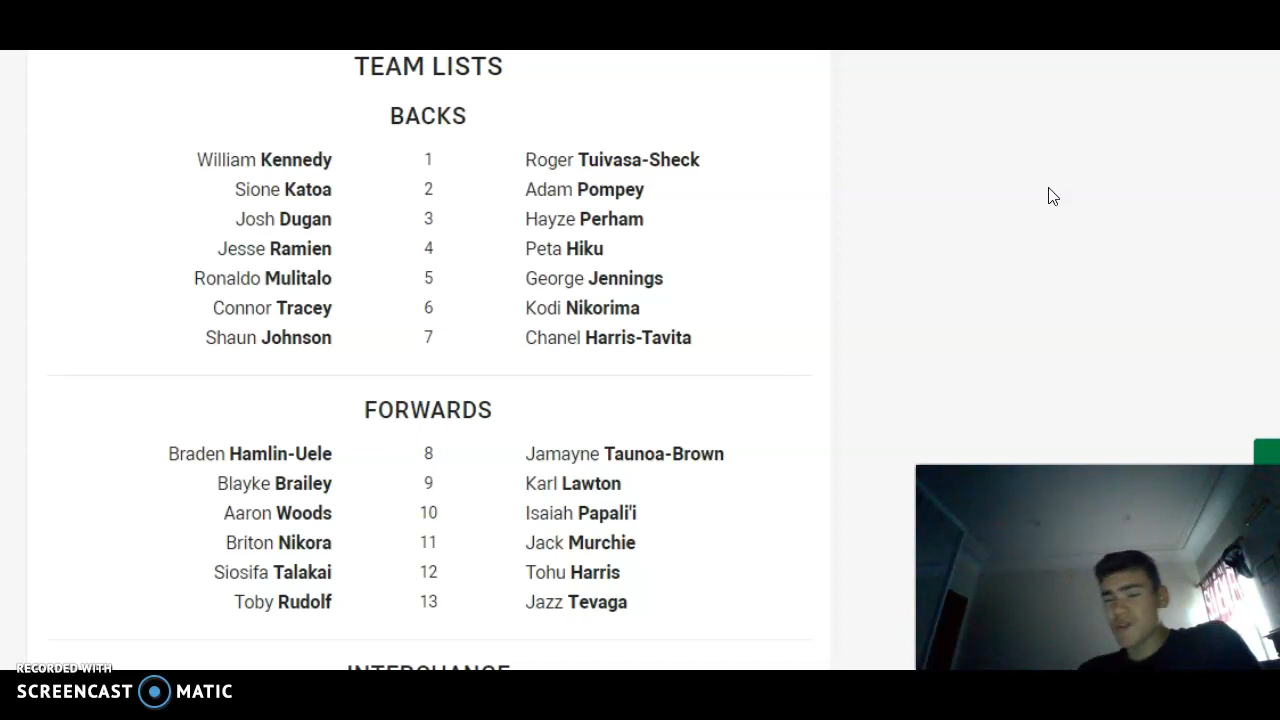 TEAM LISTS
BACKS
William Kennedy 1 Roger Tuivasa-Sheck
Sione Katoa 2 Adam Pompey
Josh Dugan 3 Hayze Perham
Jesse Ramien 4 Peta Hiku
Ronaldo Mulitalo 5 George Jennings
Connor Tracey 6 Kodi Nikorima
Shaun Johnson 7 Chanel Harris-Tavita
FORWARDS
Braden Hamlin-Uele 8 Jamayne Taunoa-Brown
Blayke Brailey 9 Karl Lawton
Aaron Woods 10 Isaiah Papali'i
Briton Nikora 11 Jack Murchie
Siosifa Talakai 12 Tohu Harris
Toby Rudolf 13 Jazz Tevaga
INTERCHANGE
RECORDED WITH
SCREENCAST MATIC